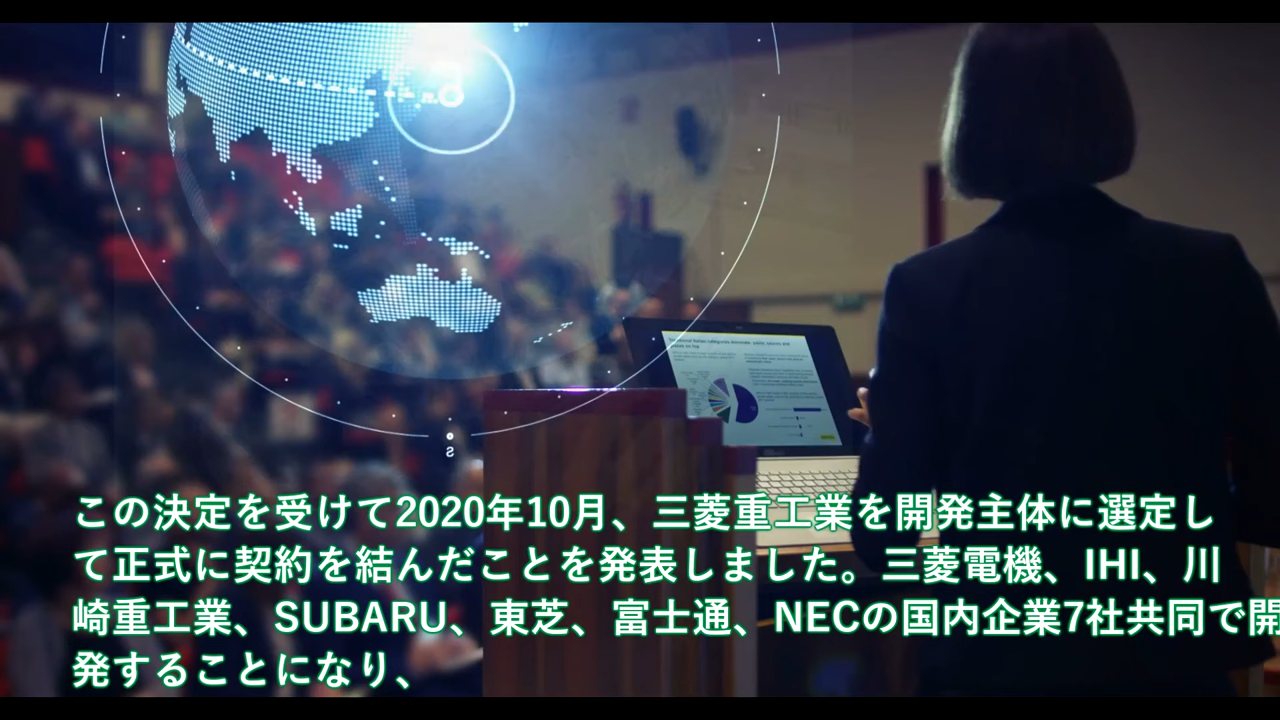 S
この決定を受けて2020年10月、三菱重工業を開発主体に選定し
て正式に契約を結んだことを発表しました。三菱電機、IHI、川
崎重工業、SUBARU、東芝、富士通、NECの国内企業7社共同で開
発することになり、